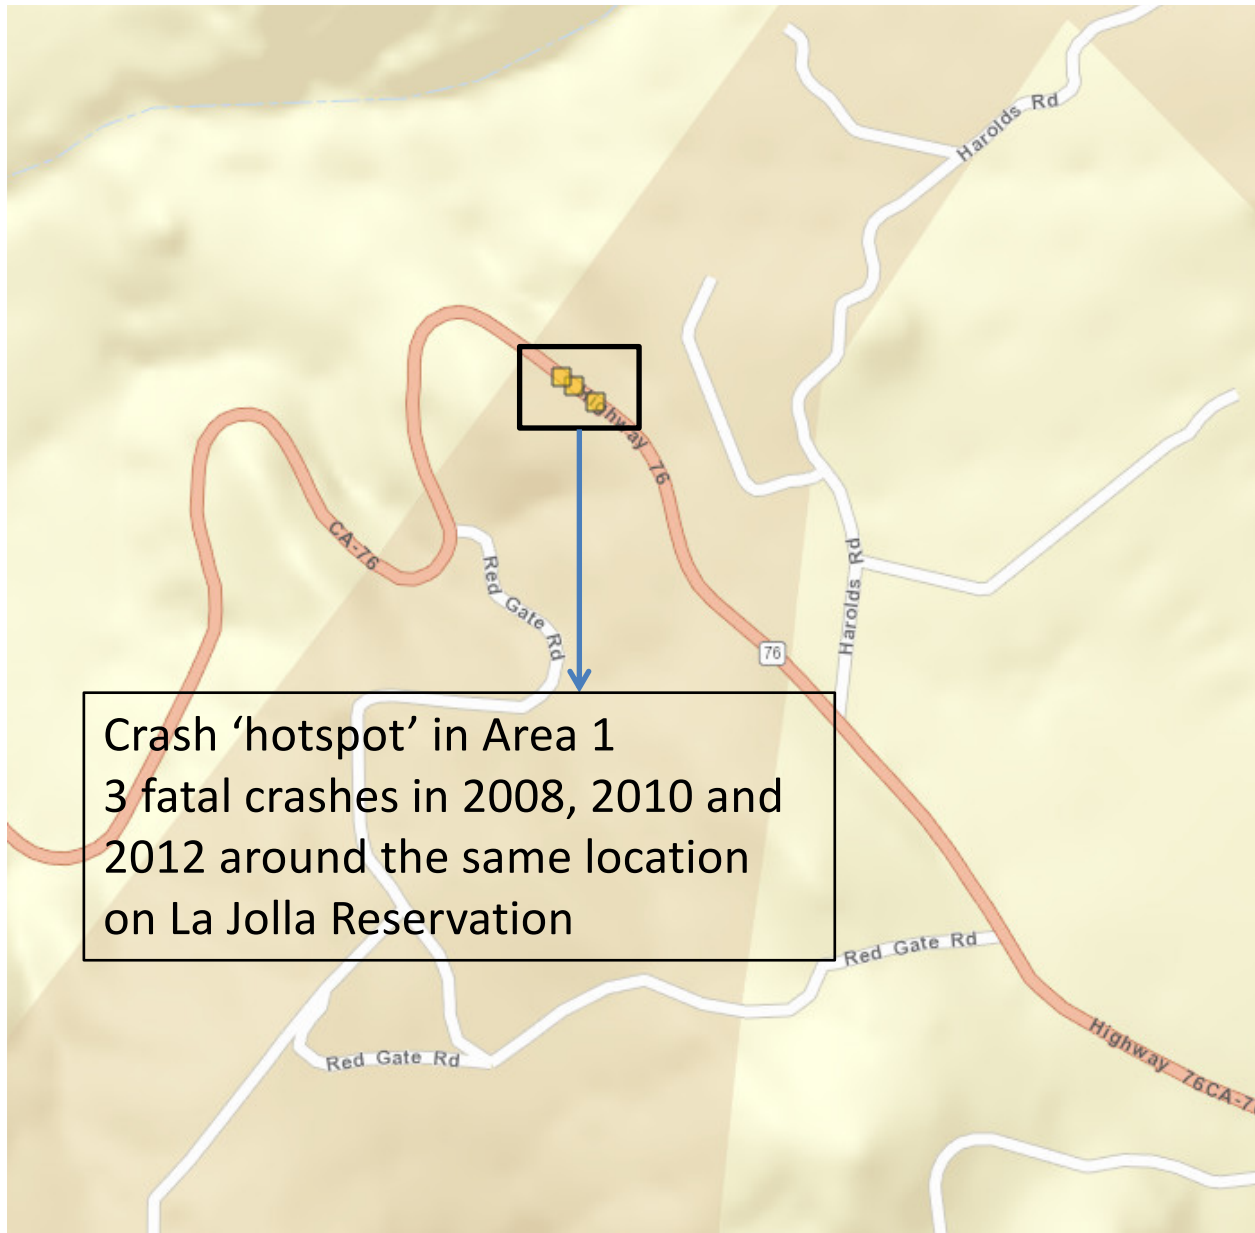 Harolds Rd
Highway 76
CA-76
Red Gate Rd
Harolds Rd
76
Crash ‘hotspot’ in Area 1
3 fatal crashes in 2008, 2010 and
2012 around the same location
on La Jolla Reservation
Red Gate Rd
Red Gate Rd
Highway 76CA-7